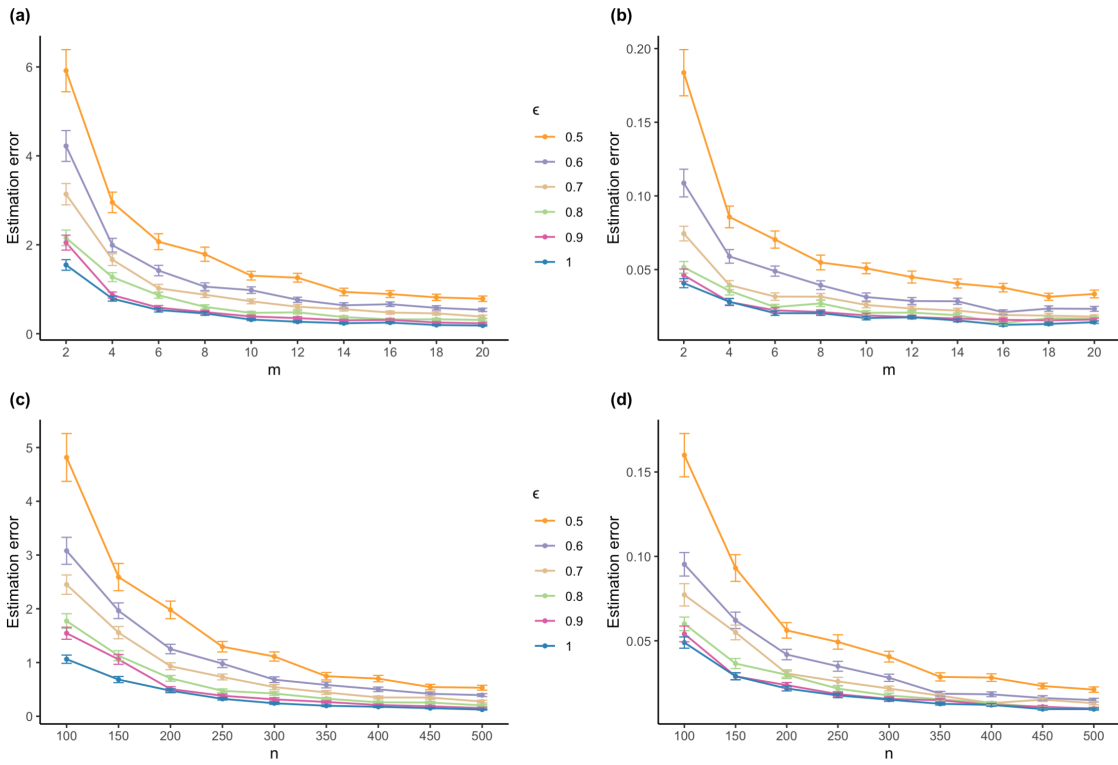 (a)
Estimation error
6
4
2
0
2 4 6 8 10 12 14 16 18 20
m
ϵ
0.5
0.6
0.7
0.8
0.9
1
(b)
Estimation error
0.20
0.15
0.10
0.05
2 4 6 8 10 12 14 16 18 20
m
(c)
Estimation error
5
4
3
2
1
0
100 150 200 250 300 350 400 450 500
n
ϵ
0.5
0.6
0.7
0.8
0.9
1
(d)
Estimation error
0.15
0.10
0.05
100 150 200 250 300 350 400 450 500
n